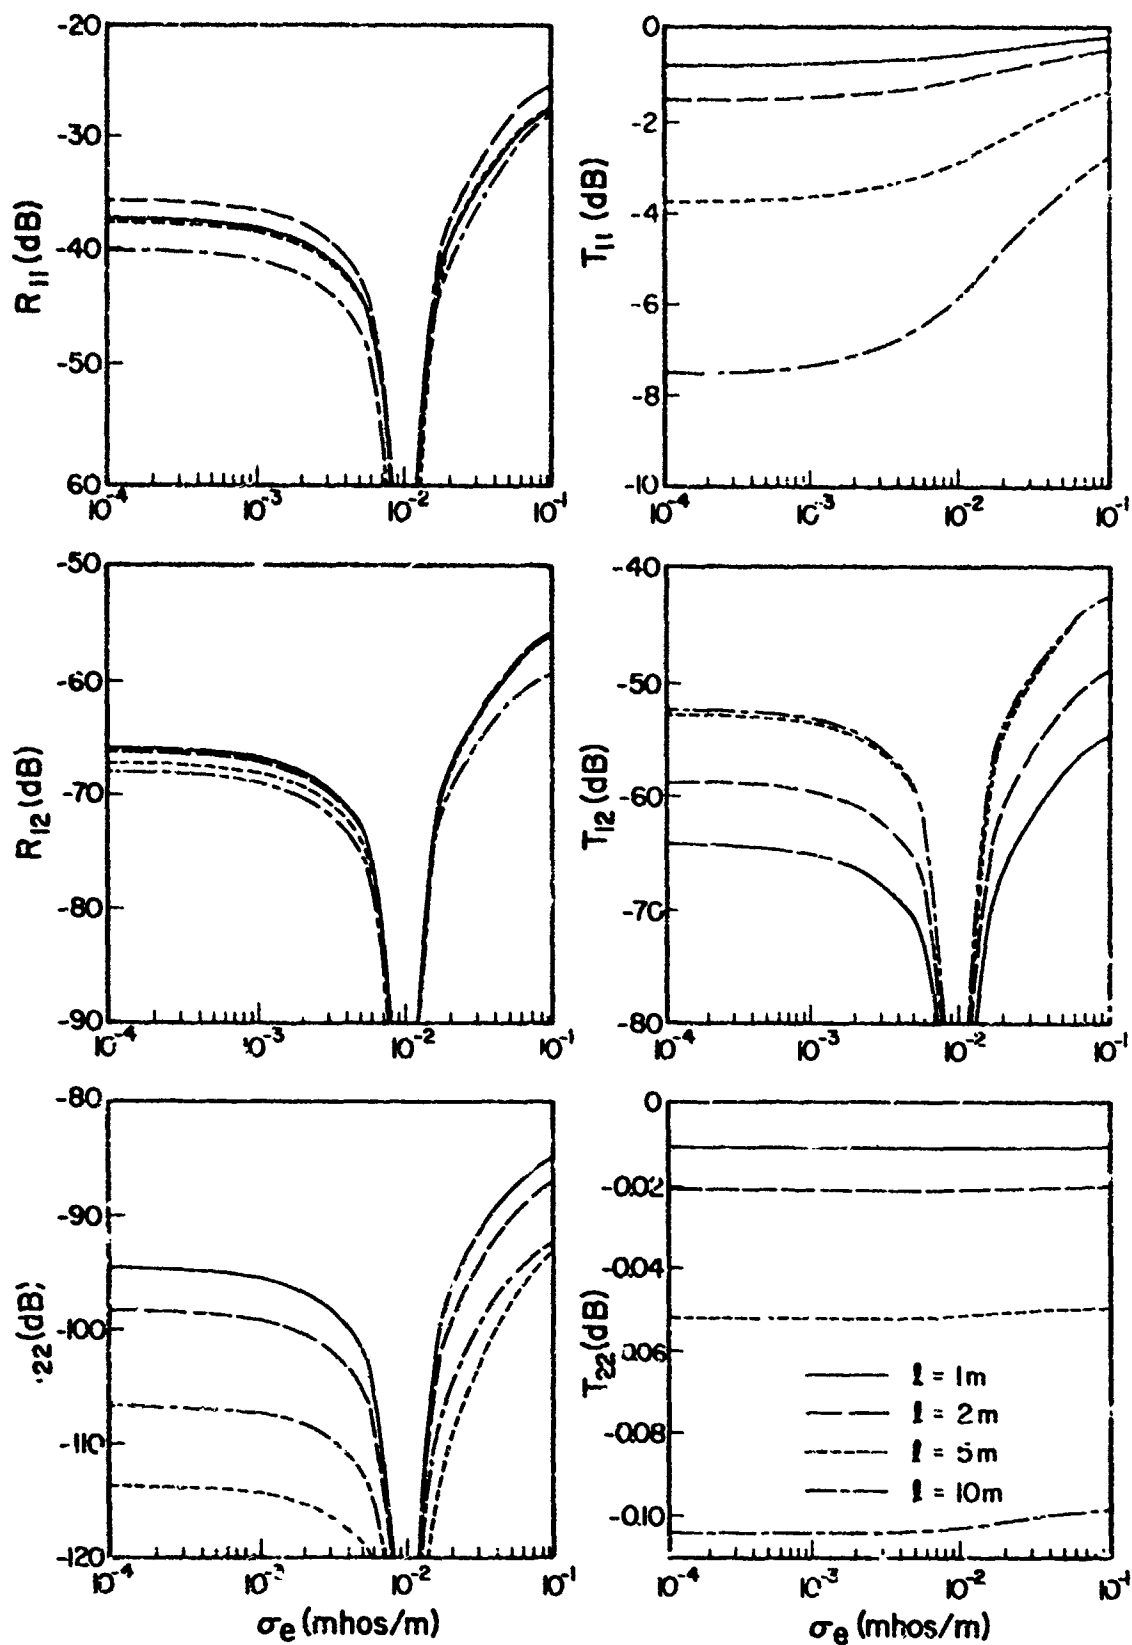 R₁₁(dB)
-20
-30
-40
-50
60
10⁻⁴ 10⁻³ 10⁻² 10⁻¹
T₁₁(dB)
0
-2
-4
-6
-8
-10
10⁻⁴ 10⁻³ 10⁻² 10⁻¹
R₁₂(dB)
-50
-60
-70
-80
-90
10⁻⁴ 10⁻³ 10⁻² 10⁻¹
T₁₂(dB)
-40
-50
-60
-70
-80
10⁻⁴ 10⁻³ 10⁻² 10⁻¹
₂₂(dB)
-80
-90
-100
-110
-120
10⁻⁴ 10⁻³ 10⁻² 10⁻¹
σₑ(mhos/m)
T₂₂(dB)
0
-0.02
-0.04
0.06
-0.08
-0.10
ℓ = 1m
ℓ = 2m
ℓ = 5m
ℓ = 10m
10⁻⁴ 10⁻³ 10⁻² 10⁻¹
σₑ(mhos/m)